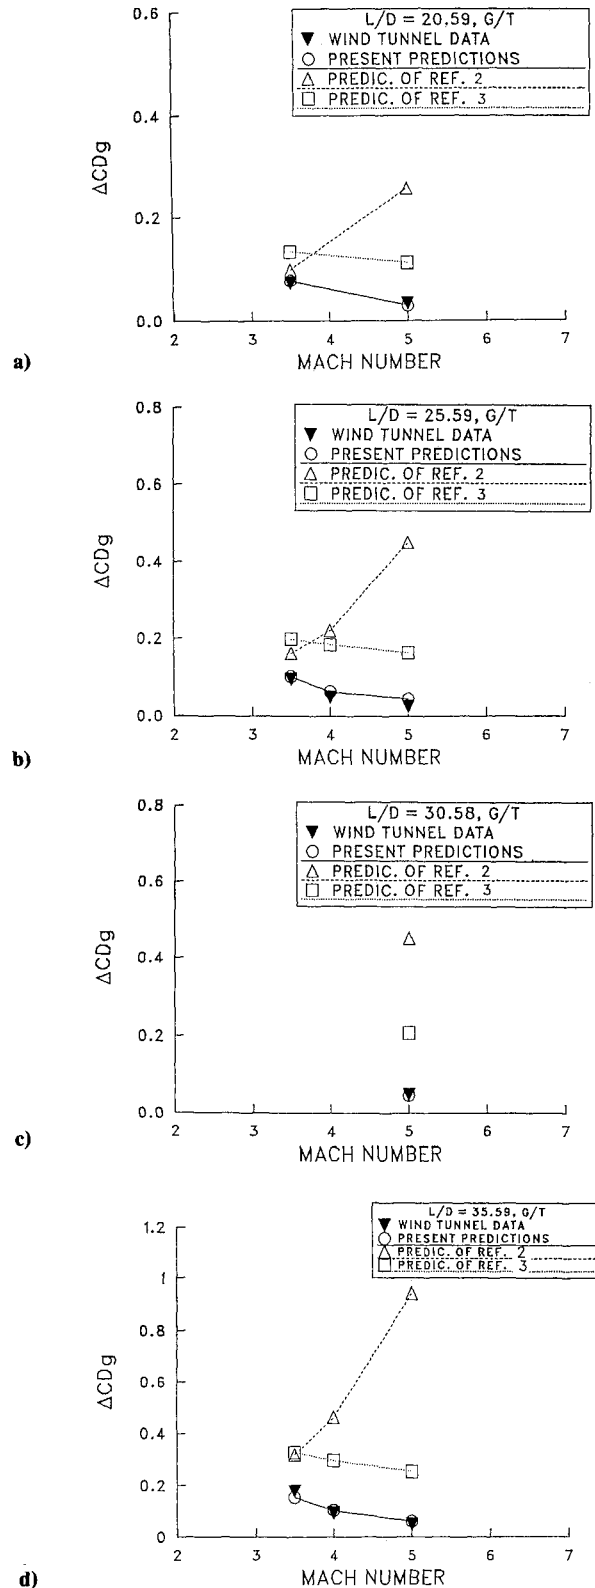 0.6
L/D = 20.59, G/T
WIND TUNNEL DATA
PRESENT PREDICTIONS
PREDIC. OF REF. 2
PREDIC. OF REF. 3
0.4
ΔCDg
0.2
0.0
2 3 4 5 6 7
MACH NUMBER
a)
0.8
L/D = 25.59, G/T
WIND TUNNEL DATA
PRESENT PREDICTIONS
PREDIC. OF REF. 2
PREDIC. OF REF. 3
0.6
0.4
ΔCDg
0.2
0.0
2 3 4 5 6 7
MACH NUMBER
b)
0.8
L/D = 30.58, G/T
WIND TUNNEL DATA
PRESENT PREDICTIONS
PREDIC. OF REF. 2
PREDIC. OF REF. 3
0.6
0.4
ΔCDg
0.2
0.0
2 3 4 5 6 7
MACH NUMBER
c)
L/D = 35.59, G/T
WIND TUNNEL DATA
PRESENT PREDICTIONS
PREDIC. OF REF. 2
PREDIC. OF REF. 3
1.2
1
0.8
0.6
ΔCDg
0.4
0.2
0
2 3 4 5 6 7
MACH NUMBER
d)